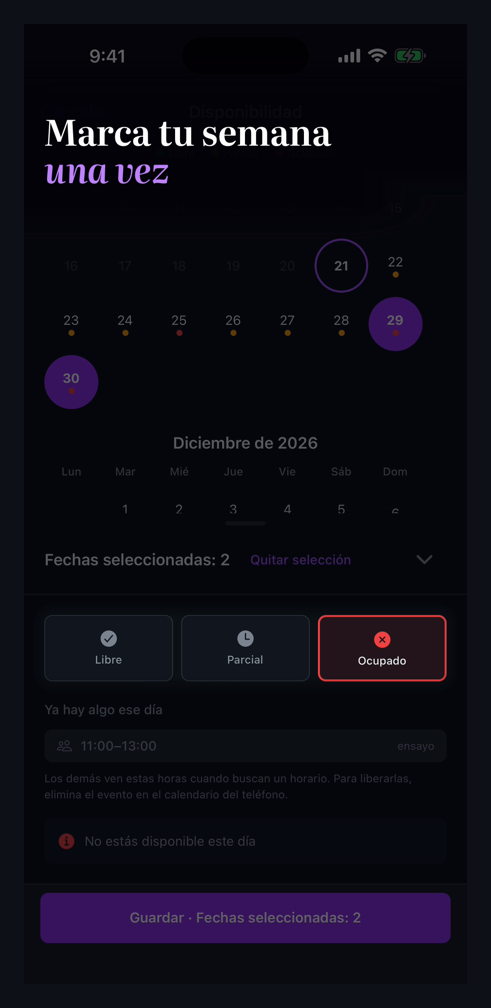 9:41
Disponibilidad
Marca tu semana
una vez
15
16 17 18 19 20 21 22
23 24 25 26 27 28 29
30
Diciembre de 2026
Lun Mar Mié Jue Vie Sáb Dom
1 2 3 4 5 6
Fechas seleccionadas: 2 Quitar selección
Libre Parcial Ocupado
Ya hay algo ese día
11:00–13:00 ensayo
Los demás ven estas horas cuando buscan un horario. Para liberarlas,
elimina el evento en el calendario del teléfono.
No estás disponible este día
Guardar · Fechas seleccionadas: 2